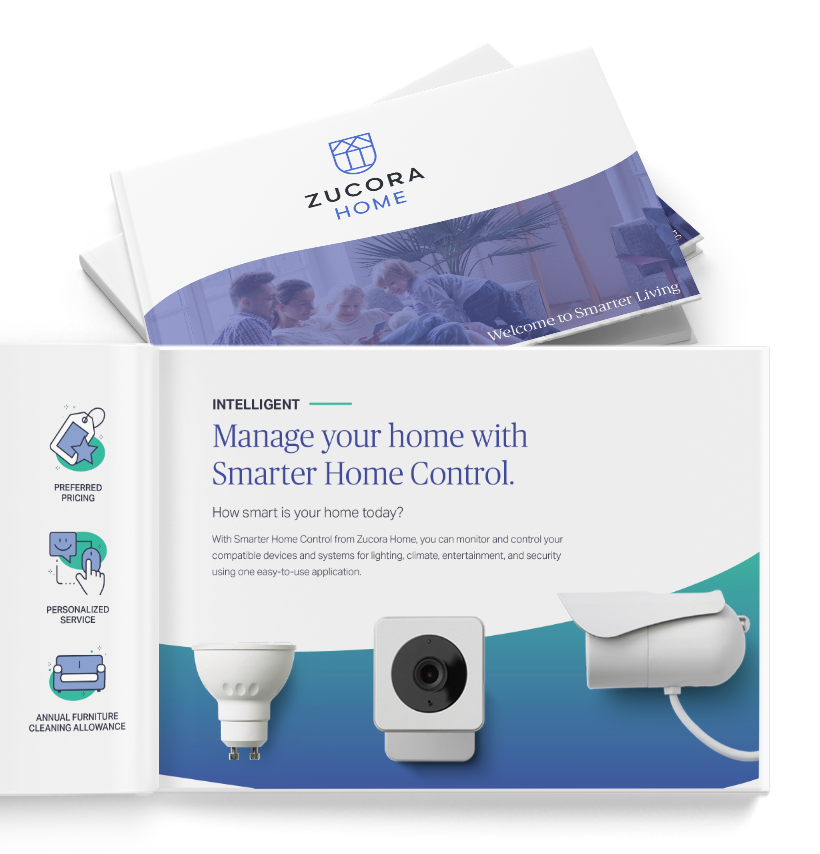 ZUCORA
HOME
Welcome to Smarter Living
PREFERRED
PRICING
PERSONALIZED
SERVICE
ANNUAL FURNITURE
CLEANING ALLOWANCE
INTELLIGENT
Manage your home with
Smarter Home Control.
How smart is your home today?
With Smarter Home Control from Zucora Home, you can monitor and control your
compatible devices and systems for lighting, climate, entertainment, and security
using one easy-to-use application.